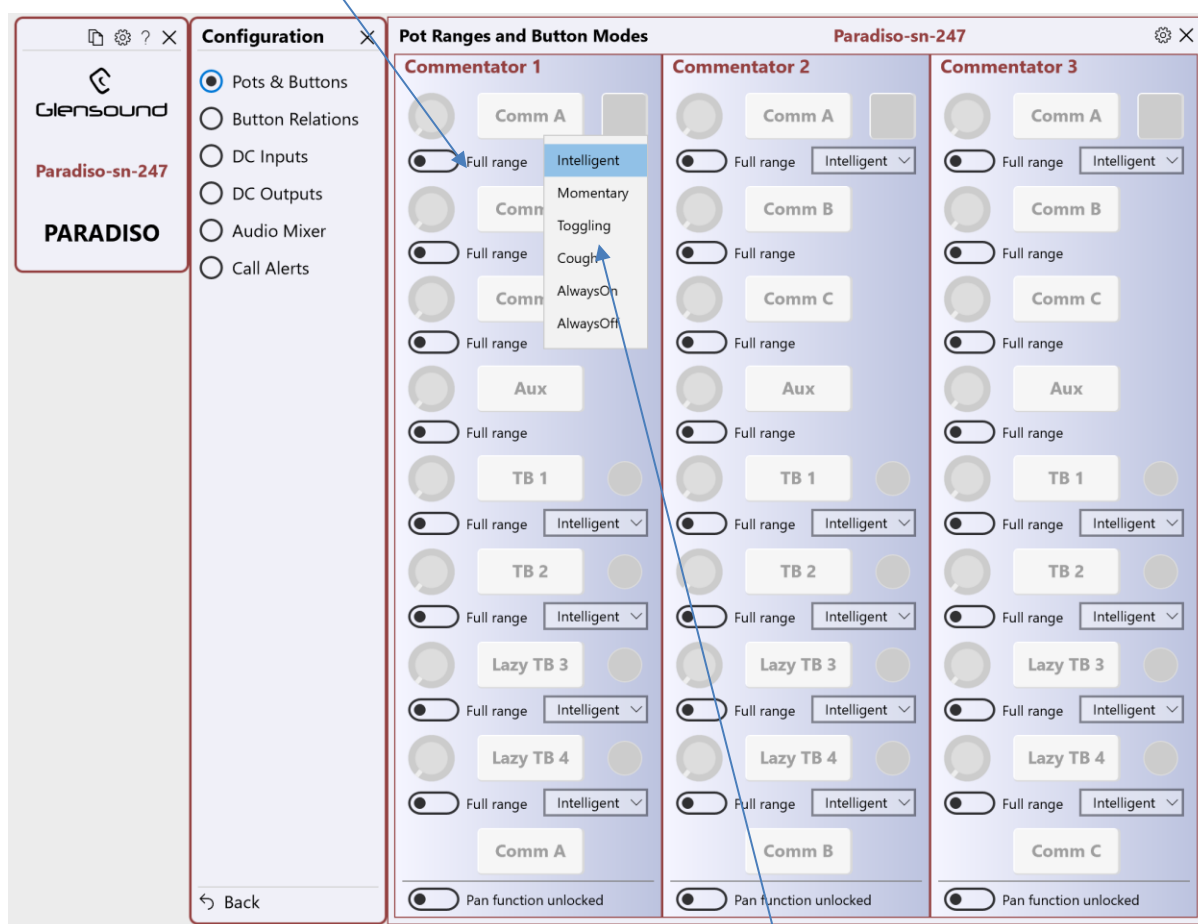 ?
Glensound
Paradiso-sn-247
PARADISO
Configuration
Pots & Buttons
Button Relations
DC Inputs
DC Outputs
Audio Mixer
Call Alerts
Back
Pot Ranges and Button Modes
Paradiso-sn-247
Commentator 1
Comm A
Full range
Intelligent
Momentary
Toggling
Cough
AlwaysOn
AlwaysOff
Comm
Full range
Comm
Full range
Aux
Full range
TB 1
Full range Intelligent
TB 2
Full range Intelligent
Lazy TB 3
Full range Intelligent
Lazy TB 4
Full range Intelligent
Comm A
Pan function unlocked
Commentator 2
Comm A
Full range Intelligent
Comm B
Full range
Comm C
Full range
Aux
Full range
TB 1
Full range Intelligent
TB 2
Full range Intelligent
Lazy TB 3
Full range Intelligent
Lazy TB 4
Full range Intelligent
Comm B
Pan function unlocked
Commentator 3
Comm A
Full range Intelligent
Comm B
Full range
Comm C
Full range
Aux
Full range
TB 1
Full range Intelligent
TB 2
Full range Intelligent
Lazy TB 3
Full range Intelligent
Lazy TB 4
Full range Intelligent
Comm C
Pan function unlocked